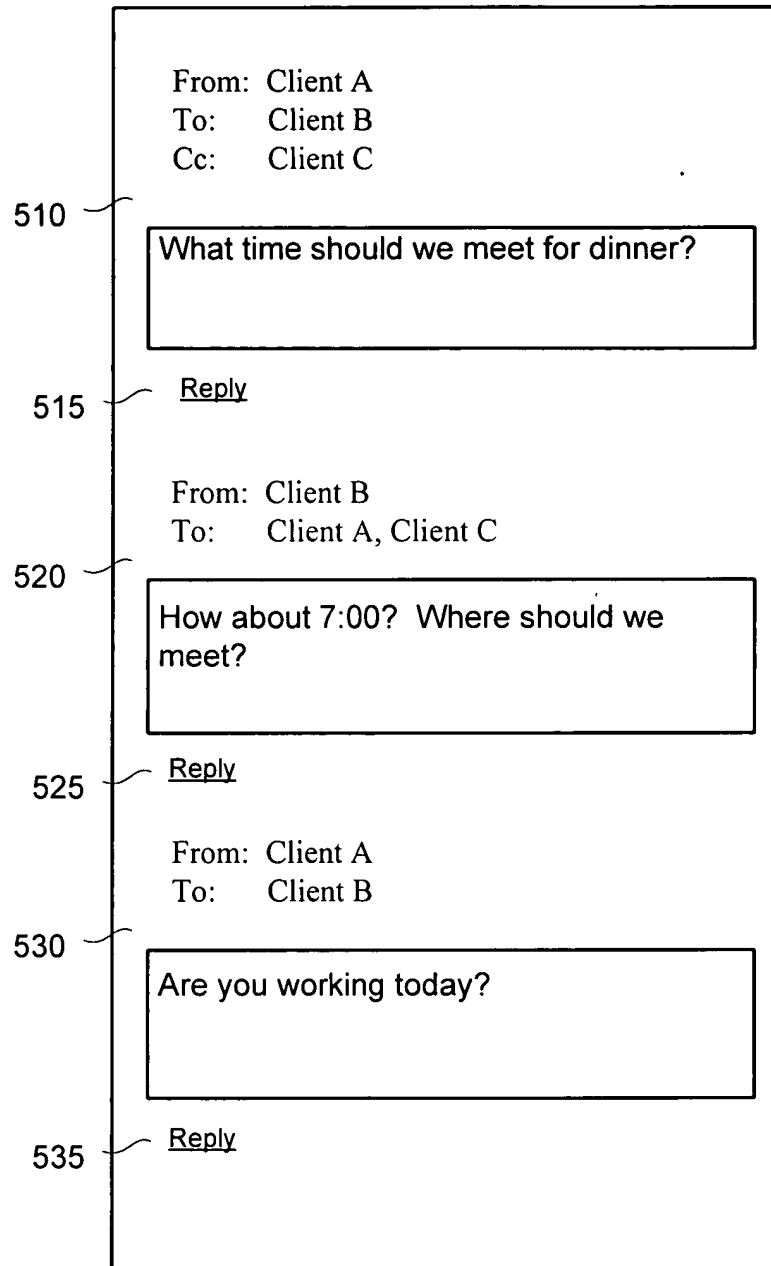 From: Client A
To: Client B
Cc: Client C
510
What time should we meet for dinner?
515 Reply
From: Client B
To: Client A, Client C
520
How about 7:00? Where should we
meet?
525 Reply
From: Client A
To: Client B
530
Are you working today?
535 Reply